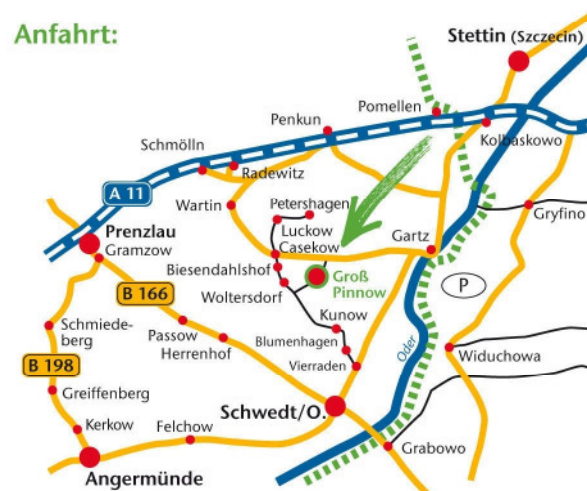 Anfahrt:
Stettin (Szczecin)
Pomellen
Penkun
Kolbaskowo
Schmölln
Radewitz
A 11
Wartin
Petershagen
Luckow
Casekow
Gryfino
Prenzlau
Gramzow
Gartz
Biesendahlshof
Woltersdorf
Groß
Pinnow
P
B 166
Kunow
Schmiede-
berg
Passow
Herrenhof
Blumenhagen
Vierraden
Oder
Widuchowa
B 198
Greiffenberg
Schwedt/O.
Kerkow
Felchow
Grabowo
Angermünde